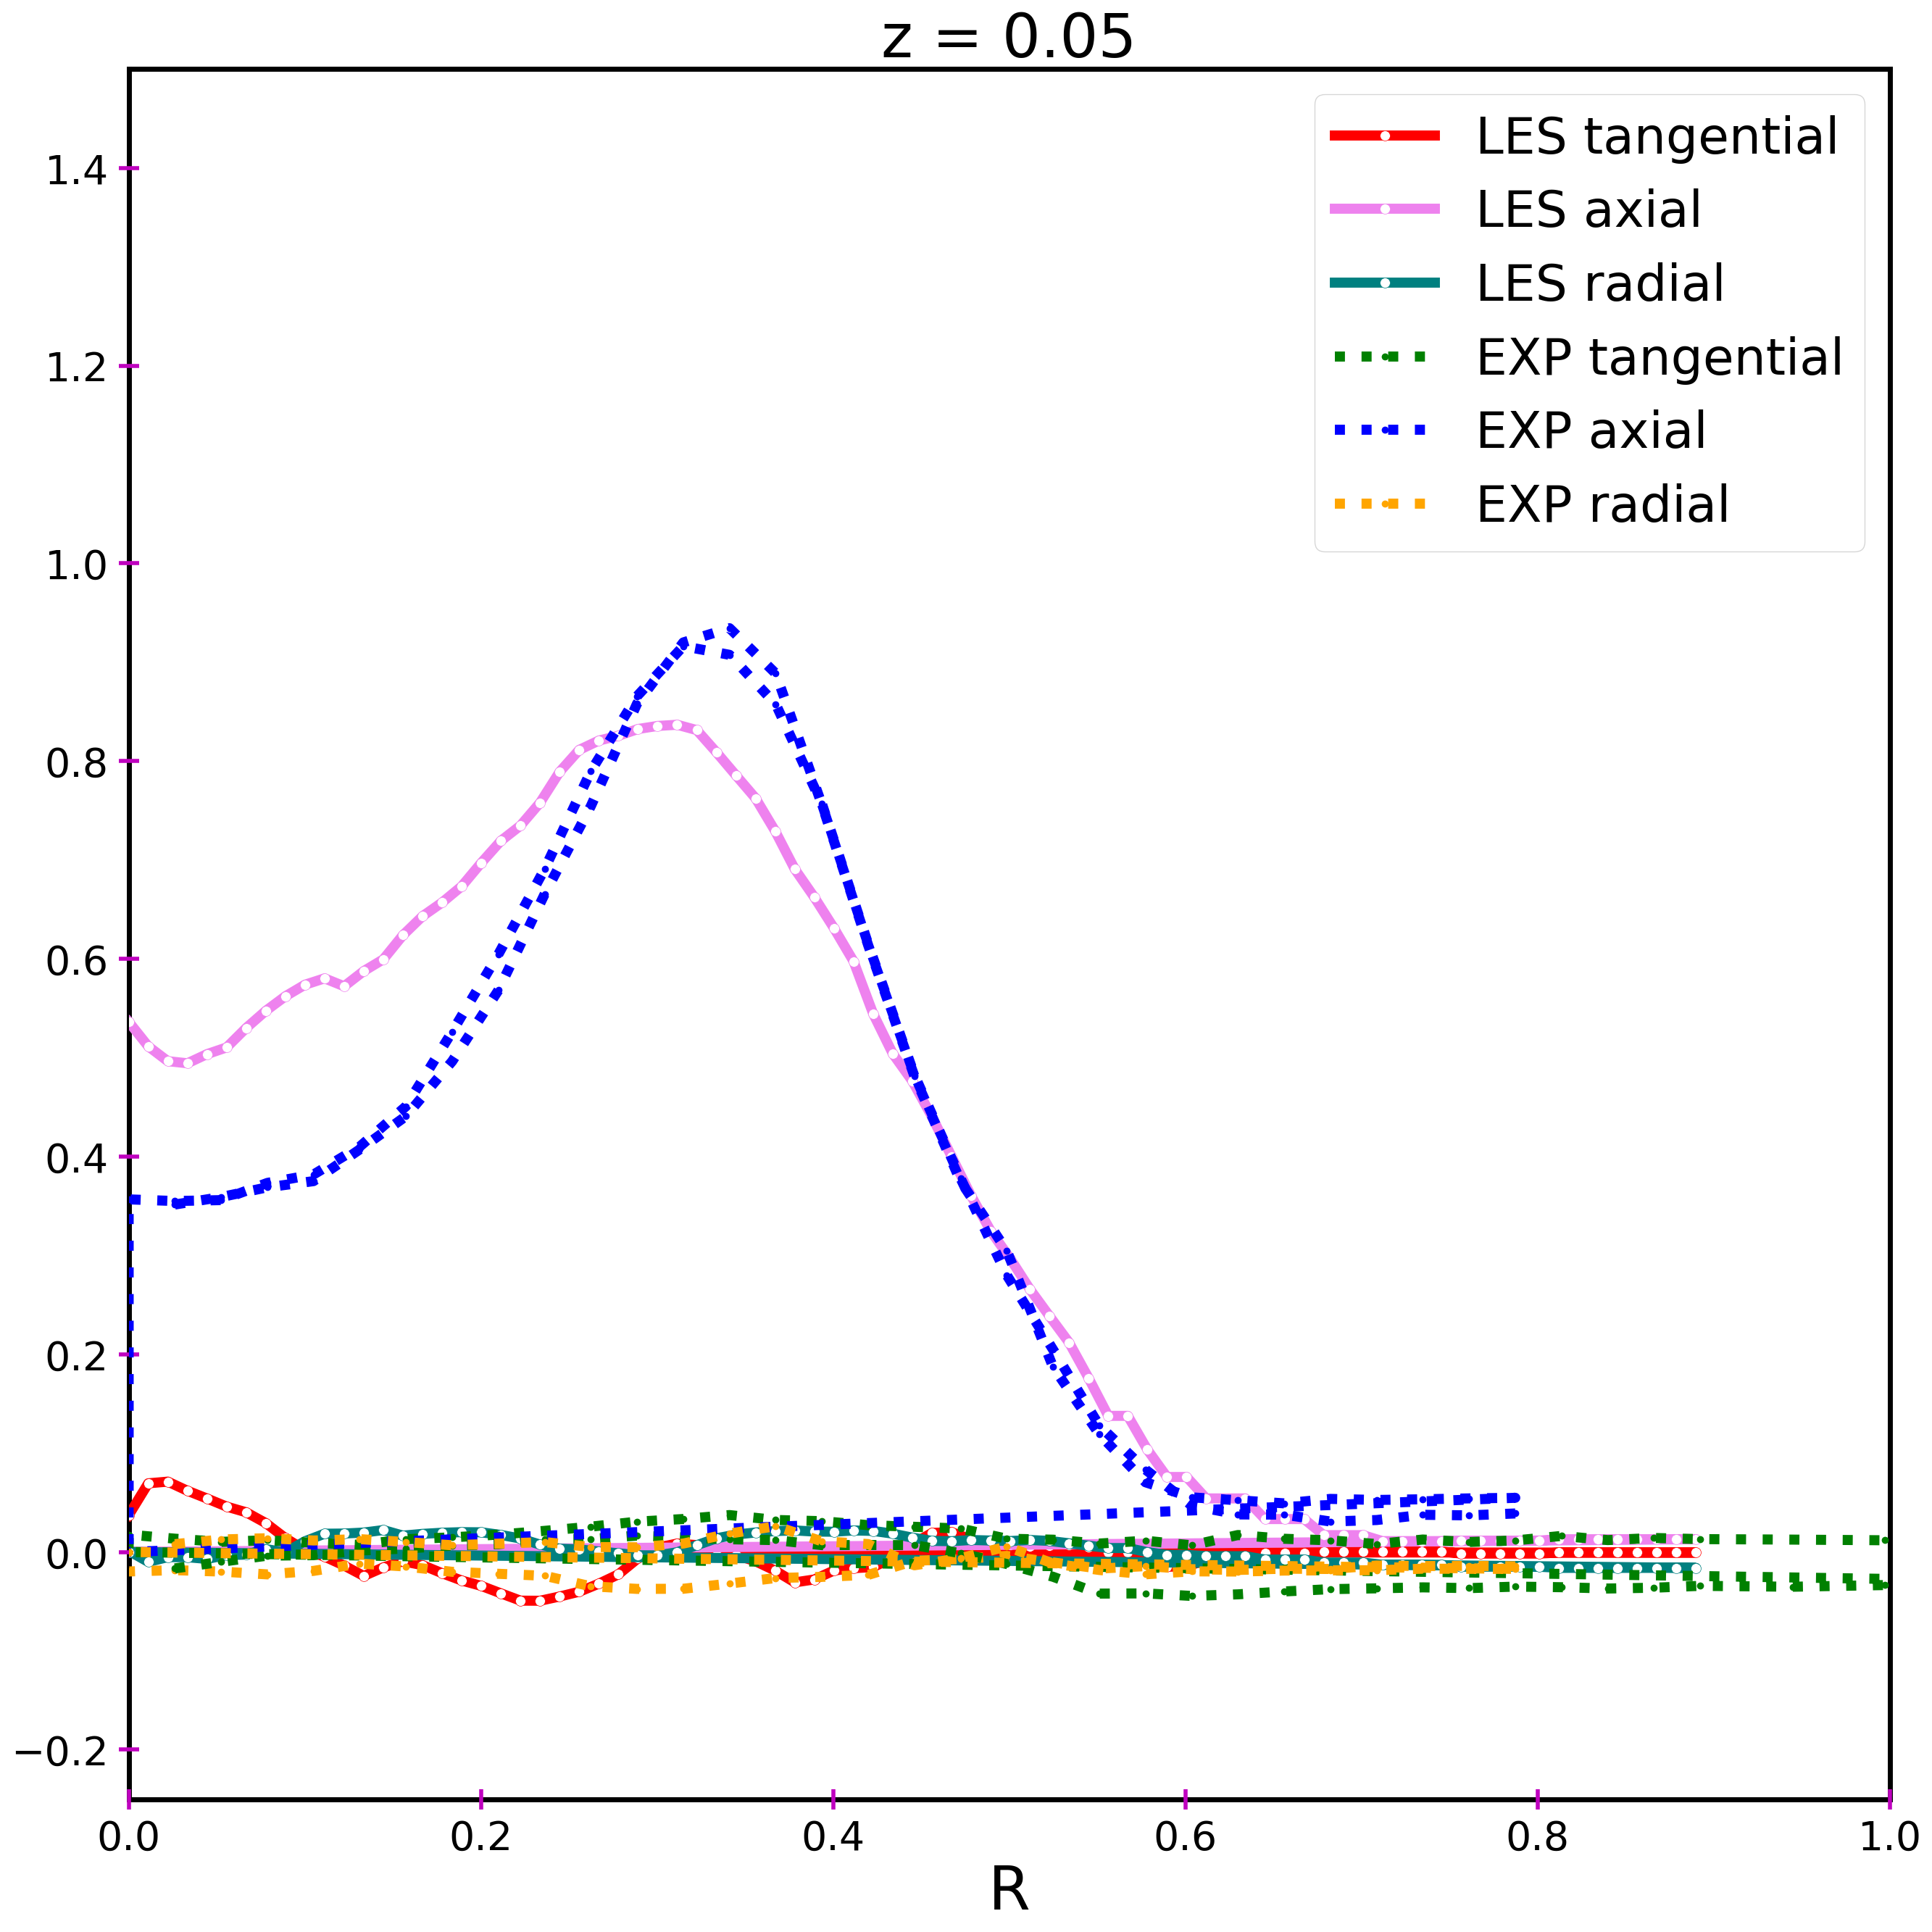 z = 0.05
LES tangential
LES axial
LES radial
EXP tangential
EXP axial
EXP radial
1.4
1.2
1.0
0.8
0.6
0.4
0.2
0.0
−0.2
0.0 0.2 0.4 0.6 0.8 1.0
R